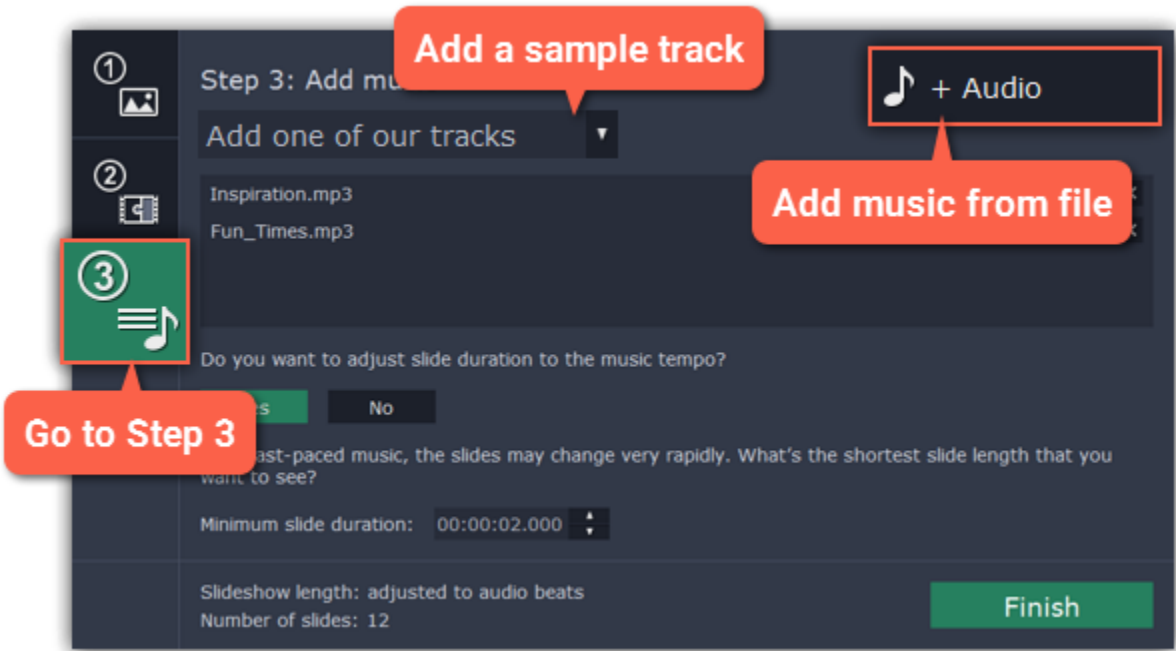 Add a sample track
①
Step 3: Add
+ Audio
Add one of our tracks
②
Add music from file
Inspiration.mp3
Fun_Times.mp3
③
Do you want to adjust slide duration to the music tempo?
No
Go to Step 3
music, the slides may change very rapidly. What's the shortest slide length that you
want to see?
Minimum slide duration: 00:00:02.000
Slideshow length: adjusted to audio beats
Number of slides: 12
Finish